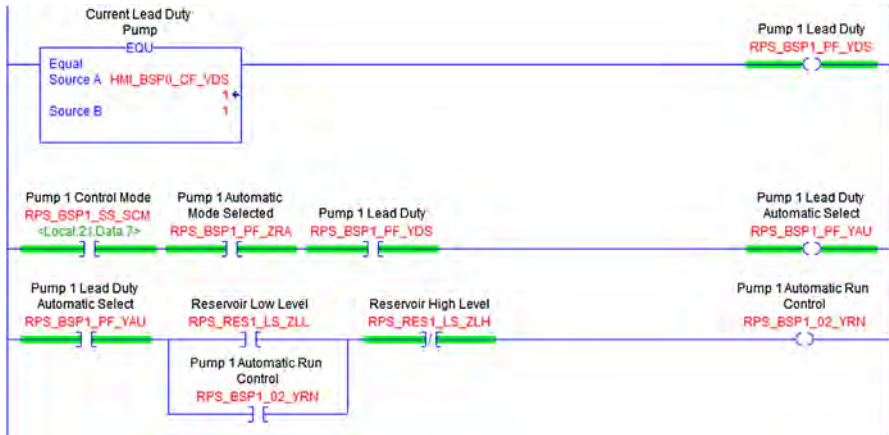 Current Lead Duty
Pump
EQU
Equal
Source A HMI_BSP0_CF_YDS
1
Source B 1
Pump 1 Lead Duty
RPS_BSP1_PF_YDS
Pump 1 Control Mode
RPS_BSP1_SS_SCM
<Local:21:Data.7>
Pump 1 Automatic
Mode Selected
RPS_BSP1_PF_ZRA
Pump 1 Lead Duty
RPS_BSP1_PF_YDS
Pump 1 Lead Duty
Automatic Select
RPS_BSP1_PF_YAU
Pump 1 Lead Duty
Automatic Select
RPS_BSP1_PF_YAU
Reservoir Low Level
RPS_RES1_LS_ZLL
Reservoir High Level
RPS_RES1_LS_ZLH
Pump 1 Automatic Run
Control
RPS_BSP1_02_YRN
Pump 1 Automatic Run
Control
RPS_BSP1_02_YRN